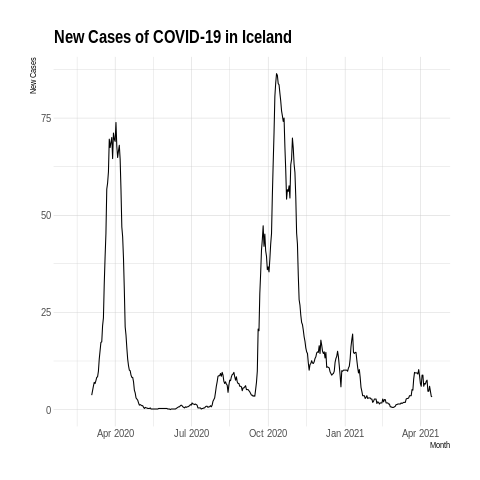 New Cases of COVID-19 in Iceland
New Cases
75
50
25
0
Apr 2020 Jul 2020 Oct 2020 Jan 2021 Apr 2021
Month